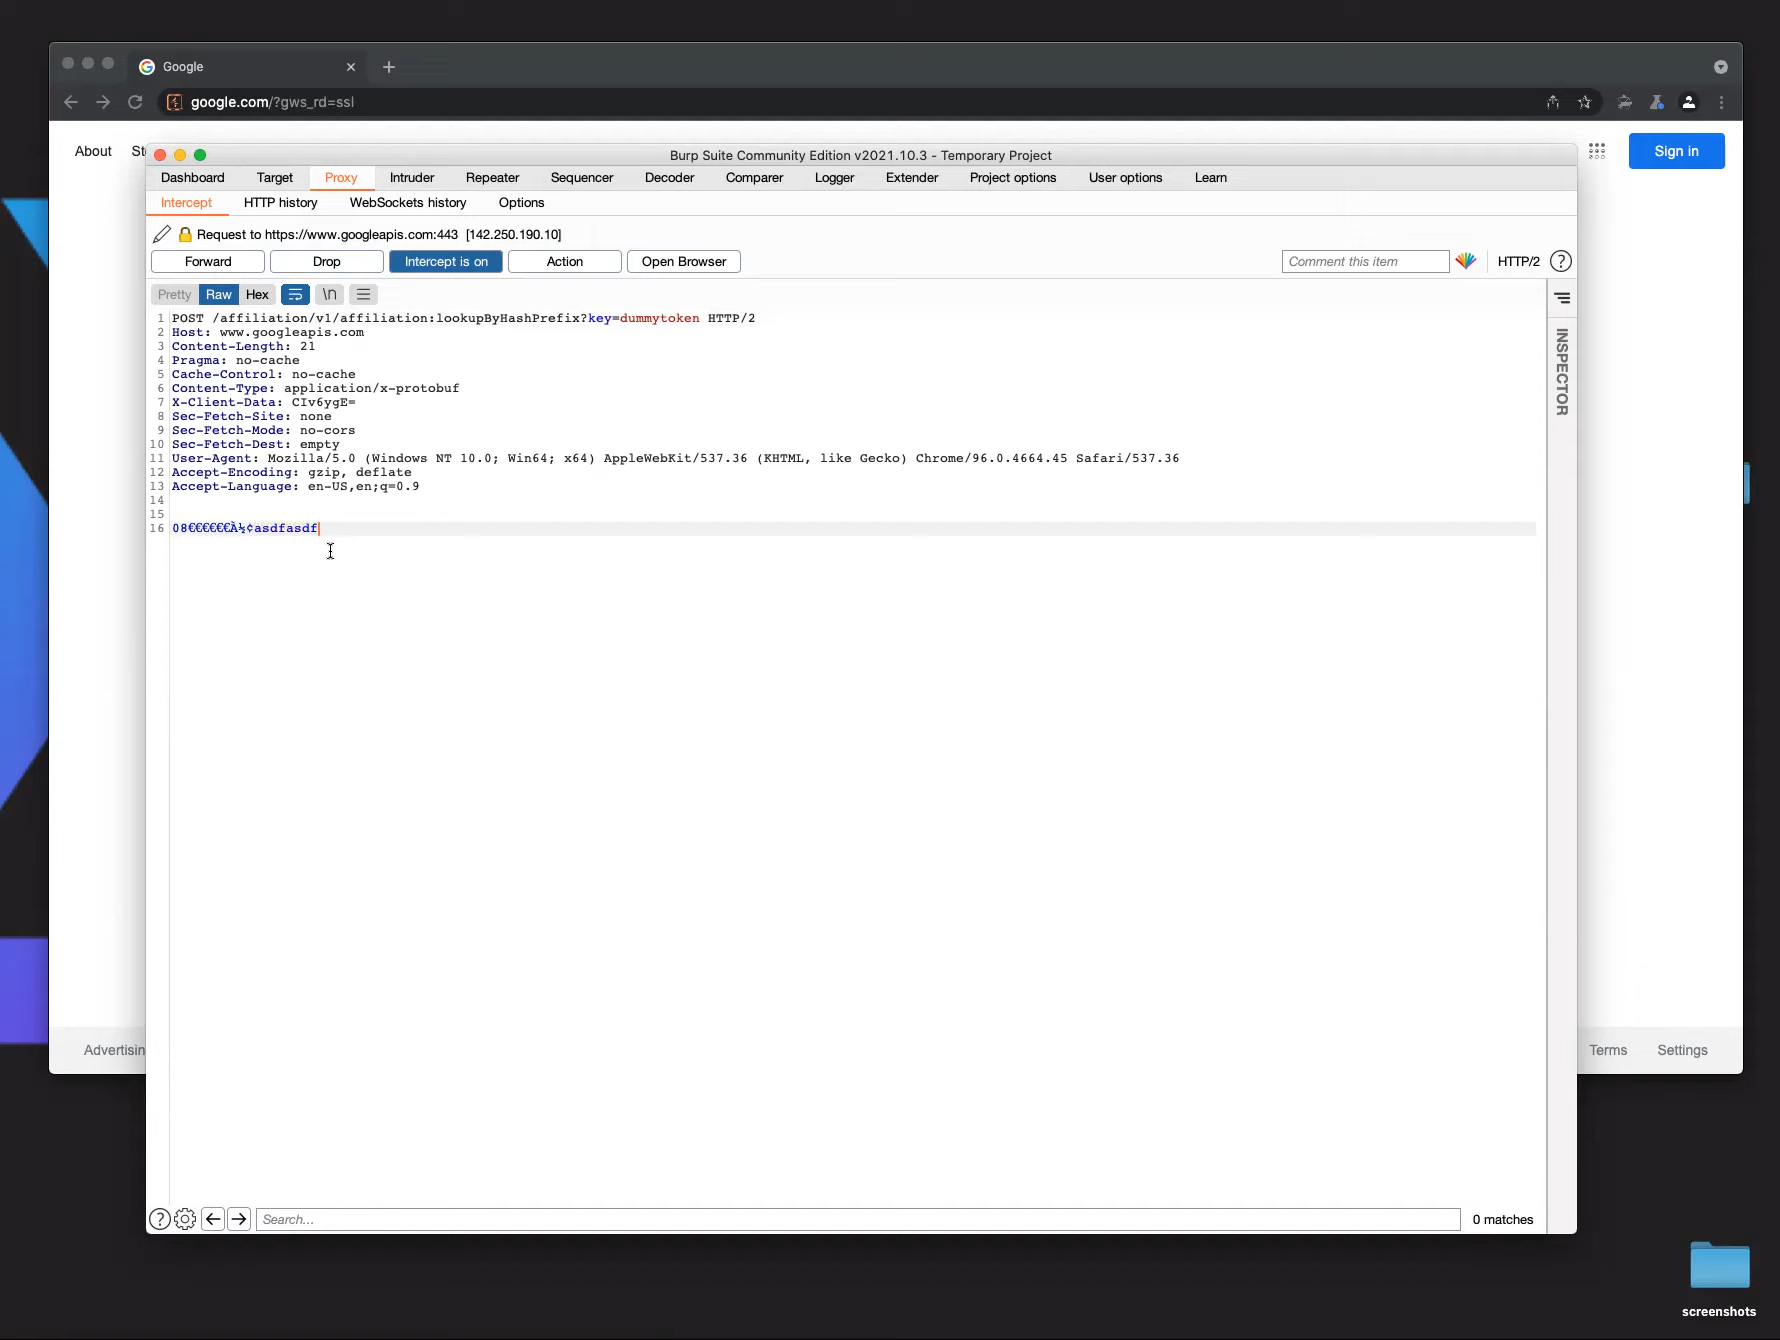 Google
google.com/?gws_rd=ssl
About St
Sign in
Burp Suite Community Edition v2021.10.3 - Temporary Project
Dashboard Target Proxy Intruder Repeater Sequencer Decoder Comparer Logger Extender Project options User options Learn
Intercept HTTP history WebSockets history Options
Request to https://www.googleapis.com:443 [142.250.190.10]
Forward Drop Intercept is on Action Open Browser Comment this item HTTP/2 ?
Pretty Raw Hex \n
INSPECTOR
1 POST /affiliation/v1/affiliation:lookupByHashPrefix?key=dummytoken HTTP/2
2 Host: www.googleapis.com
3 Content-Length: 21
4 Pragma: no-cache
5 Cache-Control: no-cache
6 Content-Type: application/x-protobuf
7 X-Client-Data: CIv6ygE=
8 Sec-Fetch-Site: none
9 Sec-Fetch-Mode: no-cors
10 Sec-Fetch-Dest: empty
11 User-Agent: Mozilla/5.0 (Windows NT 10.0; Win64; x64) AppleWebKit/537.36 (KHTML, like Gecko) Chrome/96.0.4664.45 Safari/537.36
12 Accept-Encoding: gzip, deflate
13 Accept-Language: en-US,en;q=0.9
14
15
16 08€€€€€€À½¢asdfasdf
Advertisin
Terms Settings
? Search... 0 matches
screenshots